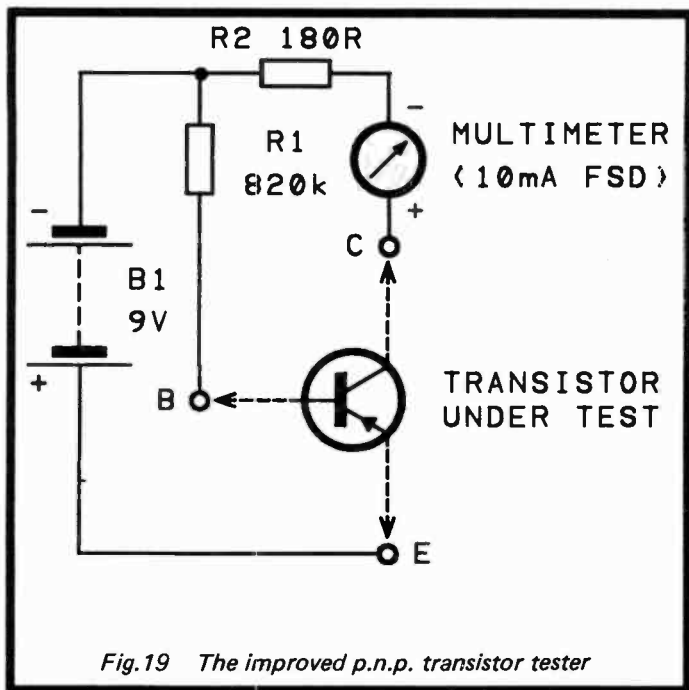 R2 180R
-
R1
820k
MULTIMETER
(10mA FSD)
+
C
-
B1
9V
+
B
TRANSISTOR
UNDER TEST
E
Fig.19 The improved p.n.p. transistor tester